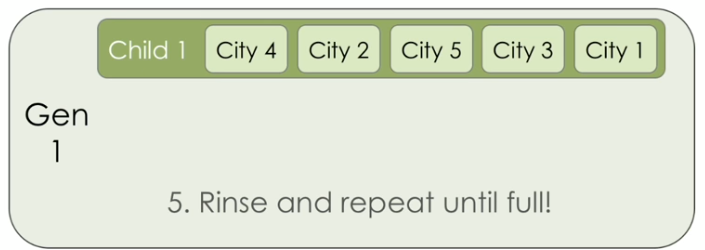 Child 1 City 4 City 2 City 5 City 3 City 1
Gen
1
5. Rinse and repeat until full!